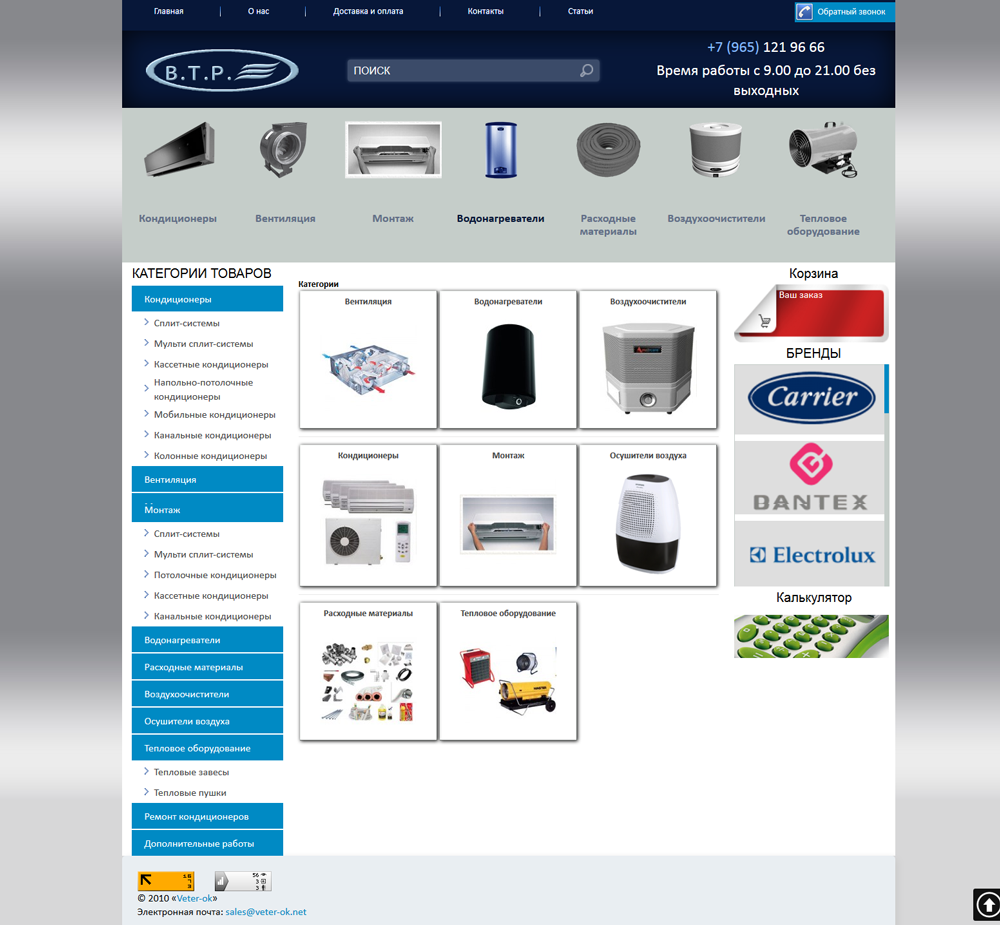 Главная
О нас
Доставка и оплата
Контакты
Статьи
Обратный звонок
В.Т.Р.
ПОИСК
+7 (965) 121 96 66
Время работы с 9.00 до 21.00 без
выходных
Кондиционеры
Вентиляция
Монтаж
Водонагреватели
Расходные
материалы
Воздухоочистители
Тепловое
оборудование
КАТЕГОРИИ ТОВАРОВ
Кондиционеры
Сплит-системы
Мульти сплит-системы
Кассетные кондиционеры
Напольно-потолочные
кондиционеры
Мобильные кондиционеры
Канальные кондиционеры
Колонные кондиционеры
Вентиляция
Монтаж
Сплит-системы
Мульти сплит-системы
Потолочные кондиционеры
Кассетные кондиционеры
Канальные кондиционеры
Водонагреватели
Расходные материалы
Воздухоочистители
Осушители воздуха
Тепловое оборудование
Тепловые завесы
Тепловые пушки
Ремонт кондиционеров
Дополнительные работы
Категории
Вентиляция
Водонагреватели
Воздухоочистители
Кондиционеры
Монтаж
Осушители воздуха
Расходные материалы
Тепловое оборудование
Корзина
Ваш заказ
БРЕНДЫ
Carrier
DANTEX
Electrolux
Калькулятор
© 2010 «Veter-ok»
Электронная почта: sales@veter-ok.net